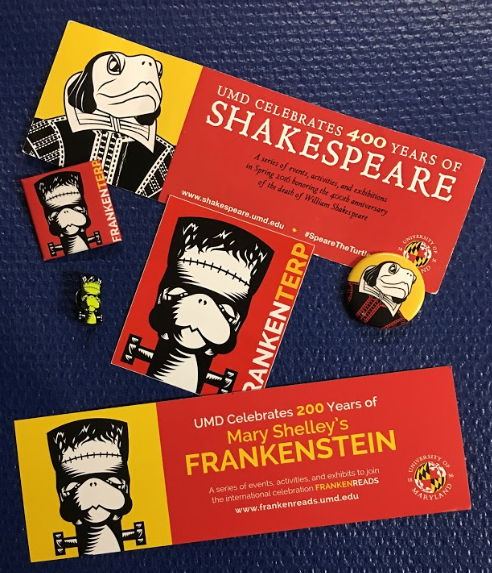 UMD CELEBRATES 400 YEARS OF
SHAKESPEARE
A series of events, activities, and exhibitions
in Spring 2016 honoring the 400th anniversary
of the death of William Shakespeare
www.shakespeare.umd.edu • #SpeareTheTurtle
UNIVERSITY OF
FRANKENTERP
FRANKENTERP
UMD Celebrates 200 Years of
Mary Shelley's
FRANKENSTEIN
A series of events, activities, and exhibits to join
the international celebration FRANKENREADS
www.frankenreads.umd.edu
UNIVERSITY OF
MARYLAND
18 56